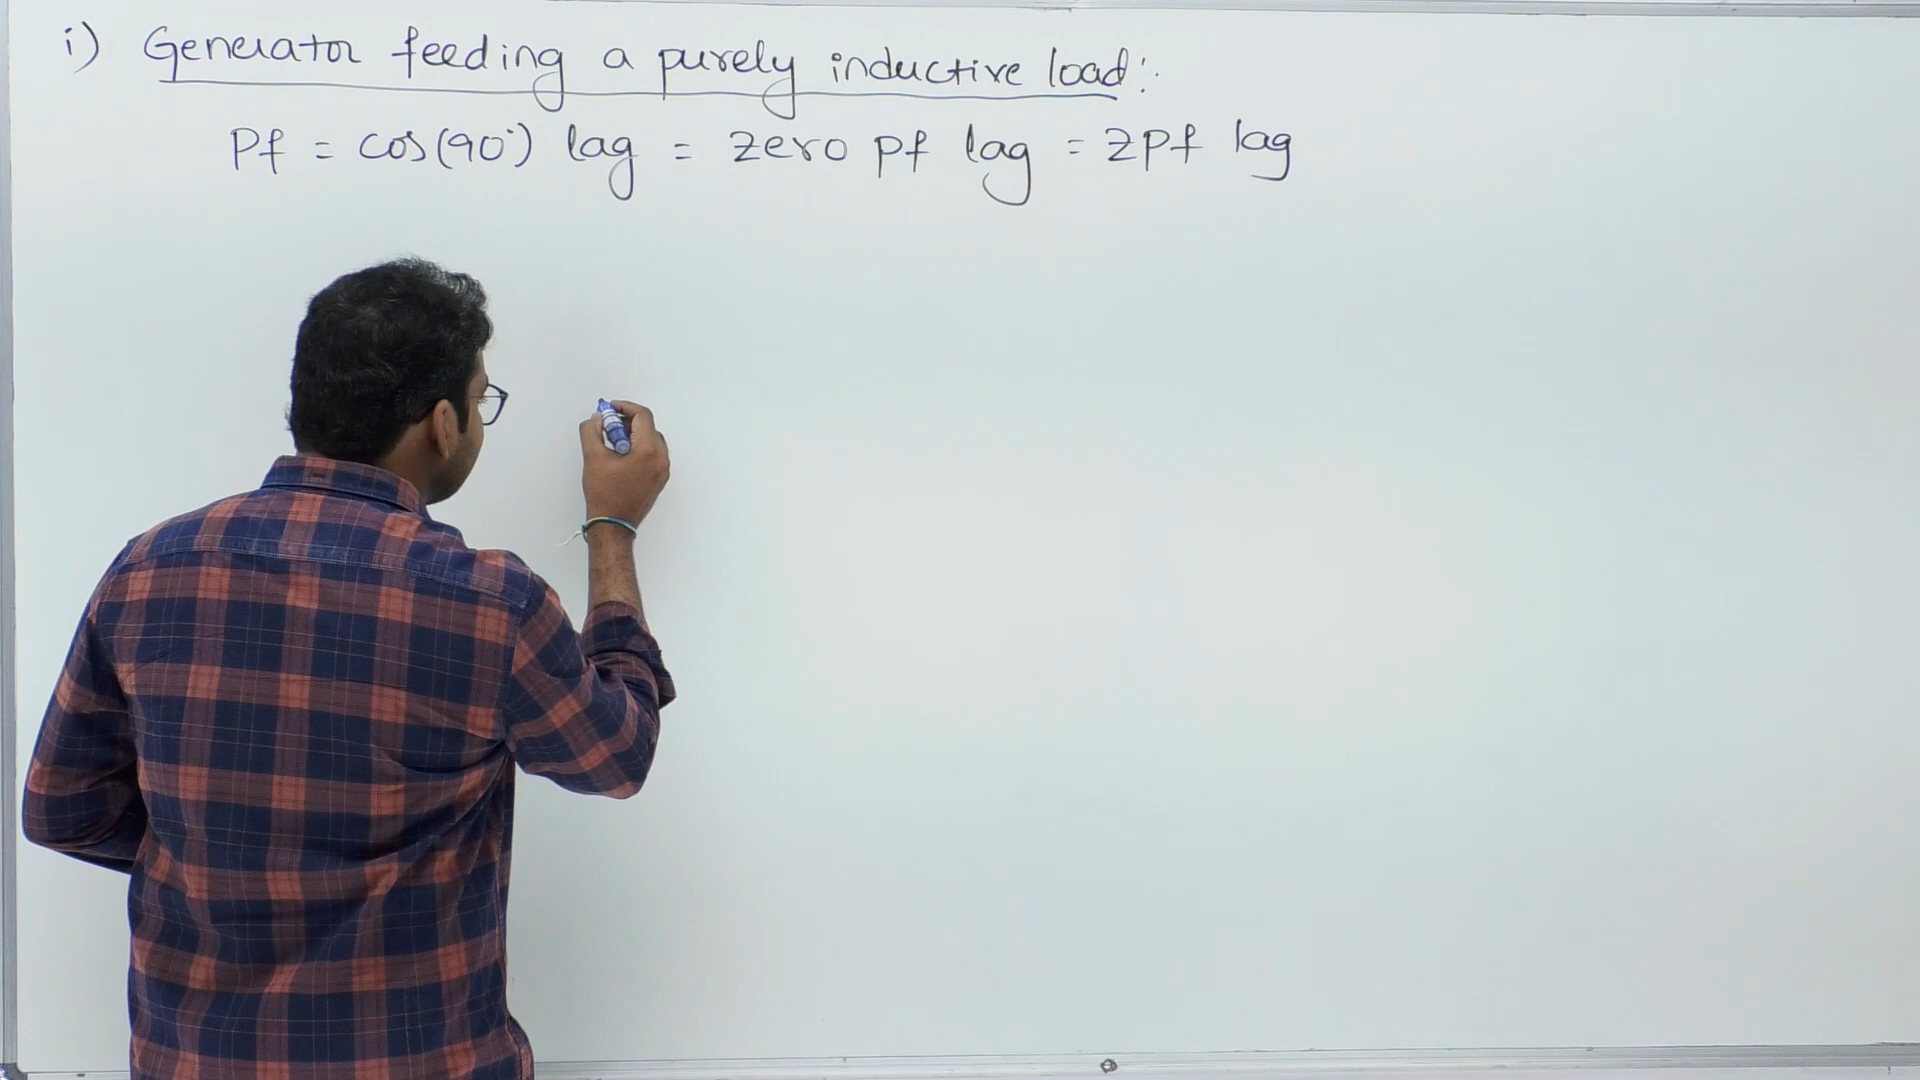 i) Generator feeding a purely inductive load:
Pf = cos(90°) lag = zero pf lag = zpf lag